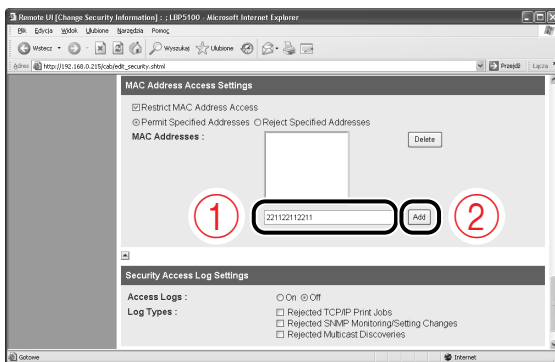 Remote UI [Change Security Information] : ; LBP5100 - Microsoft Internet Explorer
Plik Edycja Widok Ulubione Narzędzia Pomoc
Wstecz Wyszukaj Ulubione
Adres http://192.168.0.215/cab/edit_security.shtml Przejdź Łącza
MAC Address Access Settings
Restrict MAC Address Access
Permit Specified Addresses Reject Specified Addresses
MAC Addresses : Delete
1 221122112211 Add 2
Security Access Log Settings
Access Logs : On Off
Log Types : Rejected TCP/IP Print Jobs
Rejected SNMP Monitoring/Setting Changes
Rejected Multicast Discoveries
Gotowe Internet